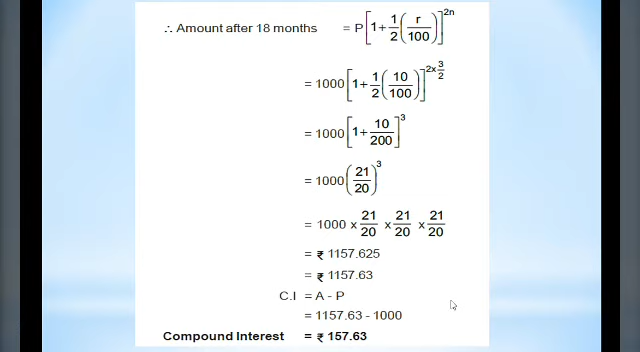 ∴ Amount after 18 months = P[1+1/2(r/100)]^2n
= 1000[1+1/2(10/100)]^2x3/2
= 1000[1+10/200]^3
= 1000(21/20)^3
= 1000 x 21/20 x 21/20 x 21/20
= ₹ 1157.625
= ₹ 1157.63
C.I = A - P
= 1157.63 - 1000
Compound Interest = ₹ 157.63